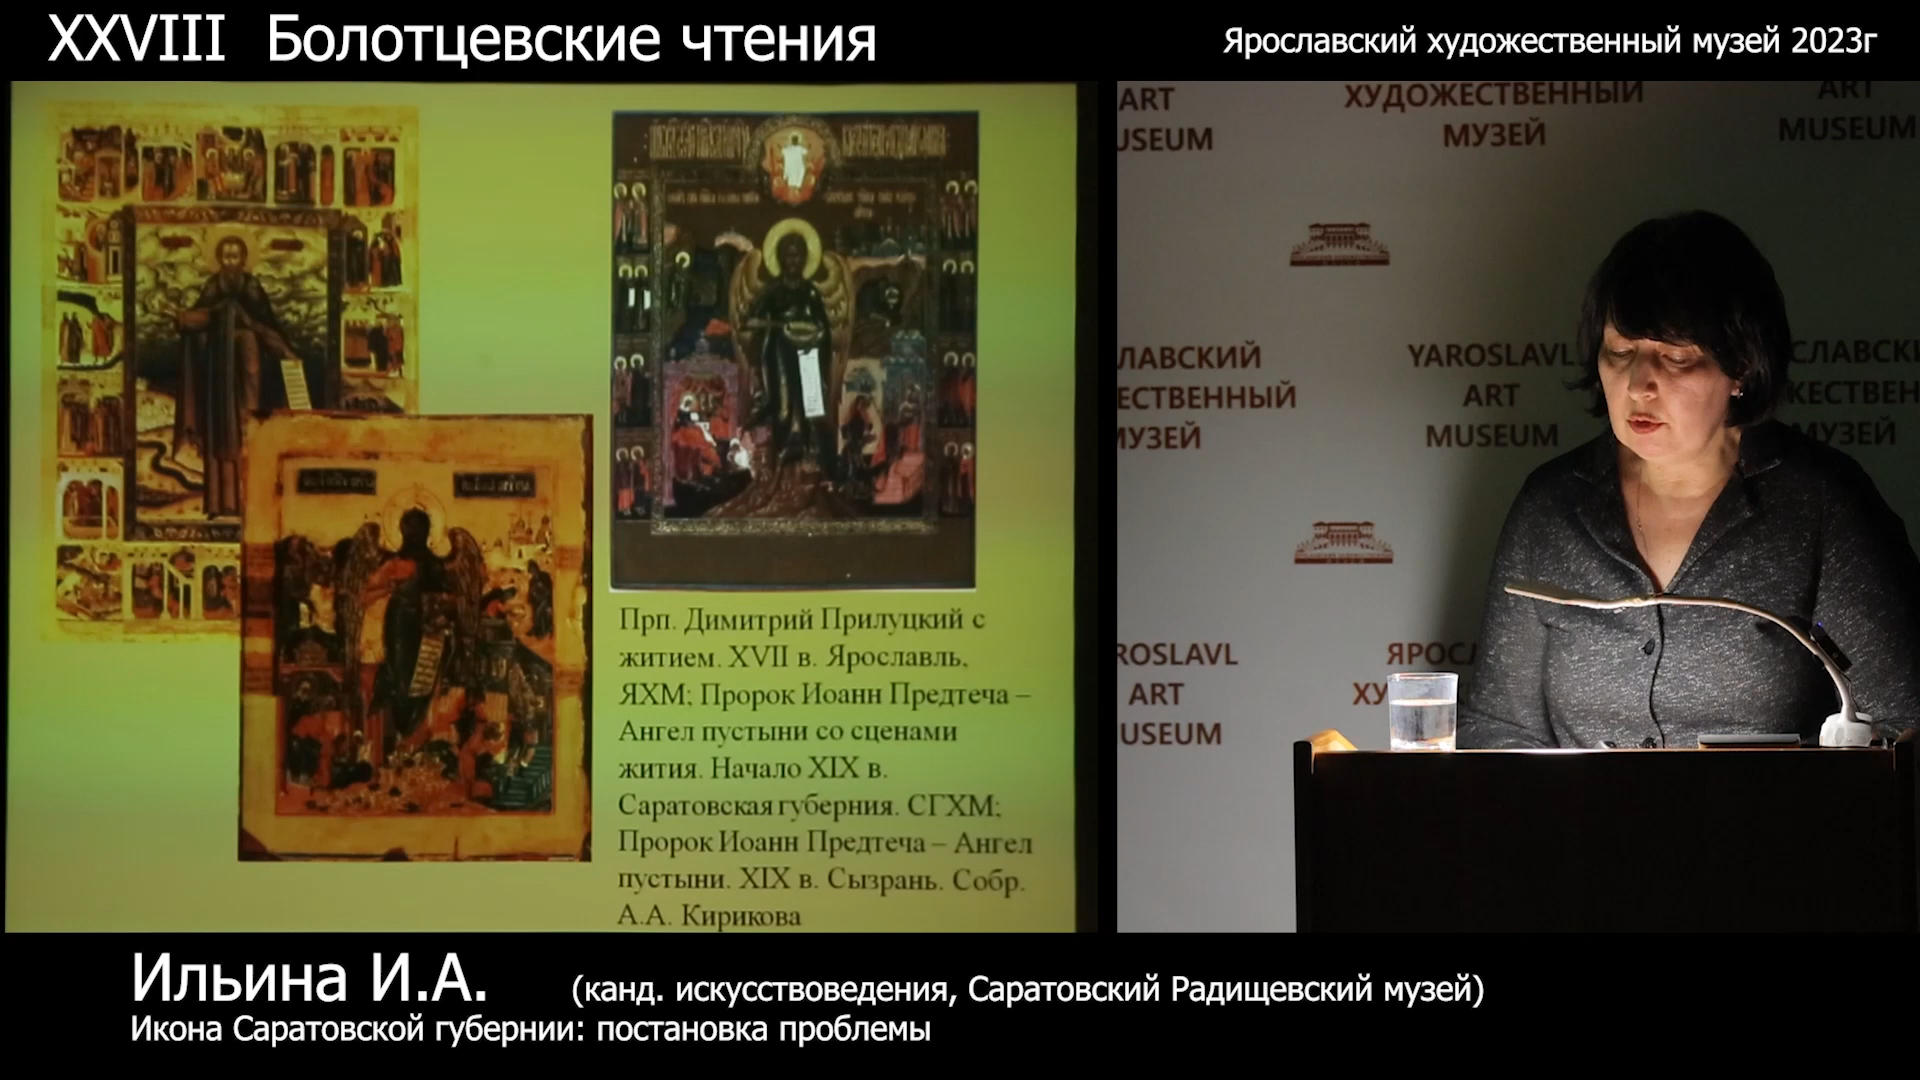 XXVIII Болотцевские чтения
Ярославский художественный музей 2023г
Прп. Димитрий Прилуцкий с
житием. XVII в. Ярославль,
ЯХМ; Пророк Иоанн Предтеча –
Ангел пустыни со сценами
жития. Начало XIX в.
Саратовская губерния. СГХМ;
Пророк Иоанн Предтеча – Ангел
пустыни. XIX в. Сызрань. Собр.
А.А. Кирикова
ART
USEUM
ХУДОЖЕСТВЕННЫЙ
МУЗЕЙ
ART
MUSEUM
ЛАВСКИЙ
ЕСТВЕННЫЙ
МУЗЕЙ
YAROSLAVL
ART
MUSEUM
СЛАВСКИ
ЖЕСТВЕН
МУЗЕЙ
ROSLAVL
ART
USEUM
ЯРОСЛ
ХУ
Ильина И.А. (канд. искусствоведения, Саратовский Радищевский музей)
Икона Саратовской губернии: постановка проблемы